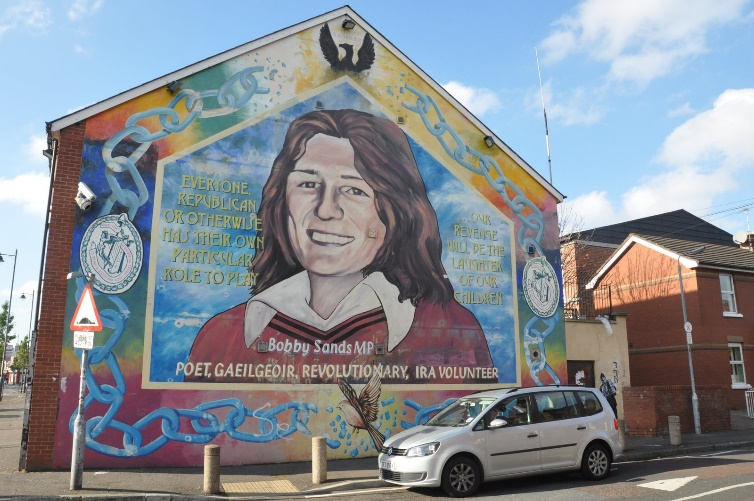 EVERYONE,
REPUBLICAN
OR OTHERWISE
HAS THEIR OWN
PARTICULAR
ROLE TO PLAY
OUR
REVENGE
WILL BE THE
LAUGHTER
OF OUR
CHILDREN
Bobby Sands MP
POET, GAEILGEOIR, REVOLUTIONARY, IRA VOLUNTEER